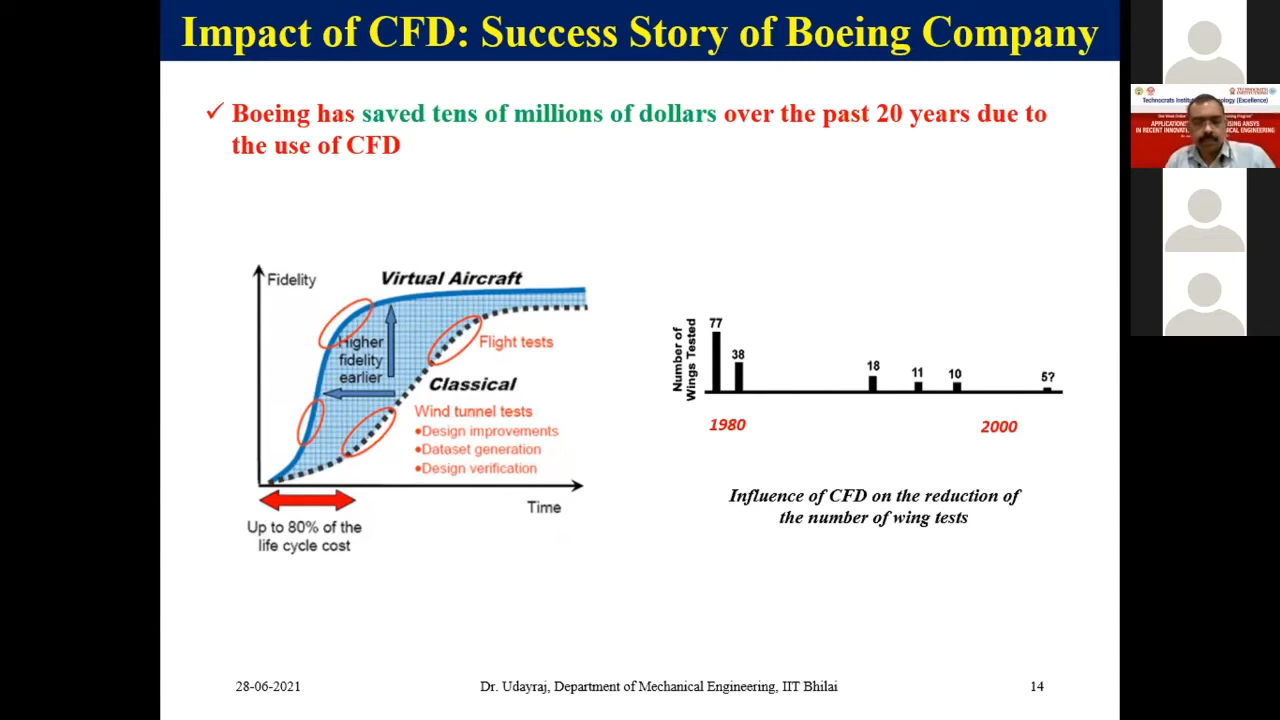 Impact of CFD: Success Story of Boeing Company
✓ Boeing has saved tens of millions of dollars over the past 20 years due to
the use of CFD
Fidelity
Virtual Aircraft
Higher
fidelity
earlier
Flight tests
Classical
Wind tunnel tests
•Design improvements
•Dataset generation
•Design verification
Time
Up to 80% of the
life cycle cost
Number of
Wings Tested
77
38
18
11
10
5?
1980
2000
Influence of CFD on the reduction of
the number of wing tests
28-06-2021
Dr. Udayraj, Department of Mechanical Engineering, IIT Bhilai
14
TECHNOCRATS